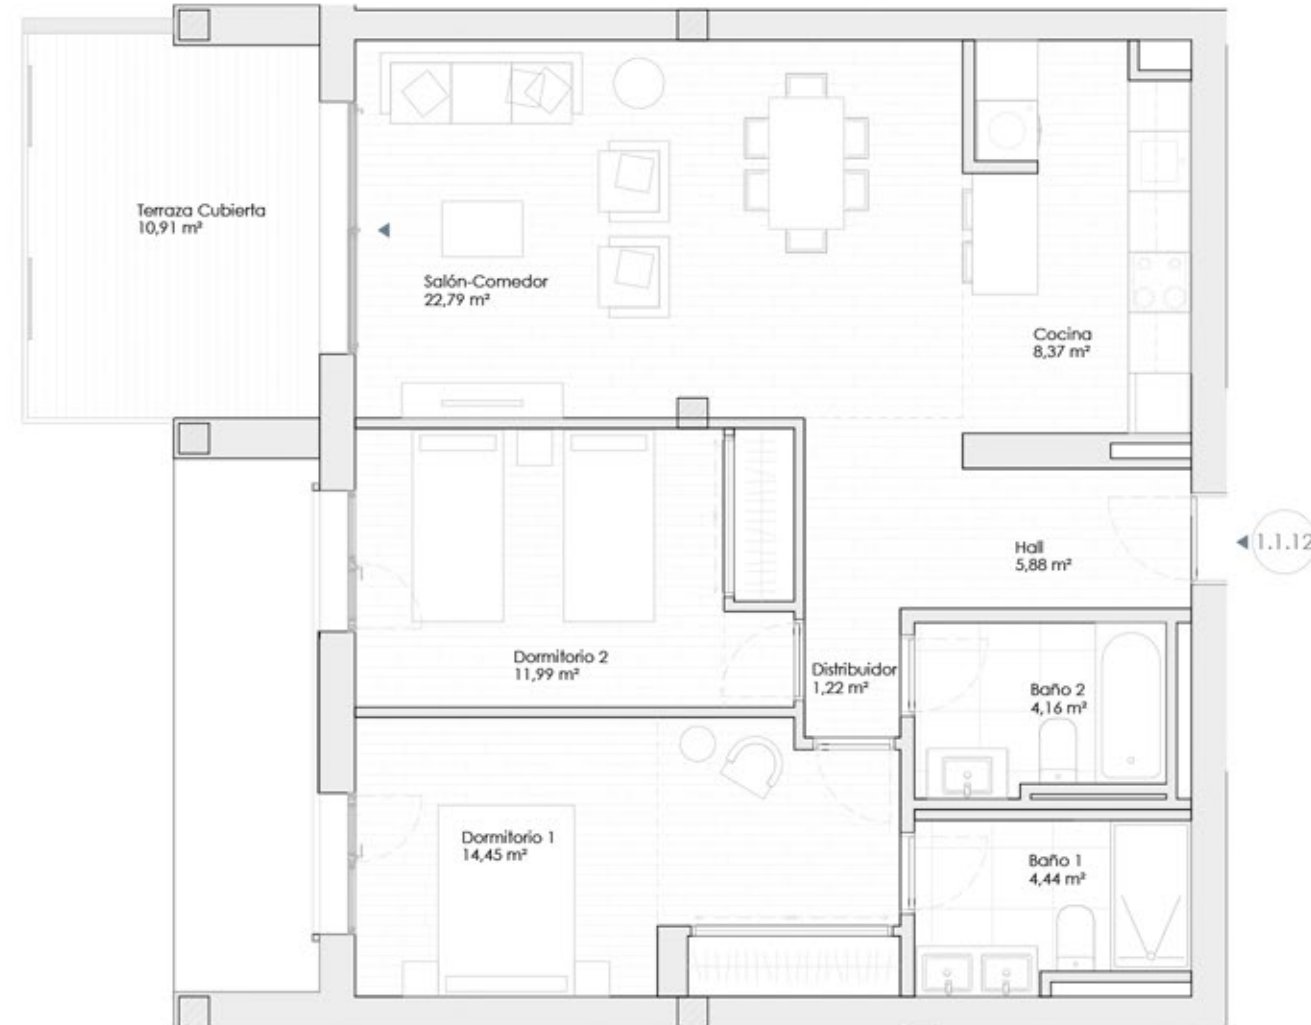 Terraza Cubierta
10,91 m²
Salón-Comedor
22,79 m²
Cocina
8,37 m²
Hall
5,88 m²
1.1.12
Dormitorio 2
11,99 m²
Distribuidor
1,22 m²
Baño 2
4,16 m²
Dormitorio 1
14,45 m²
Baño 1
4,44 m²